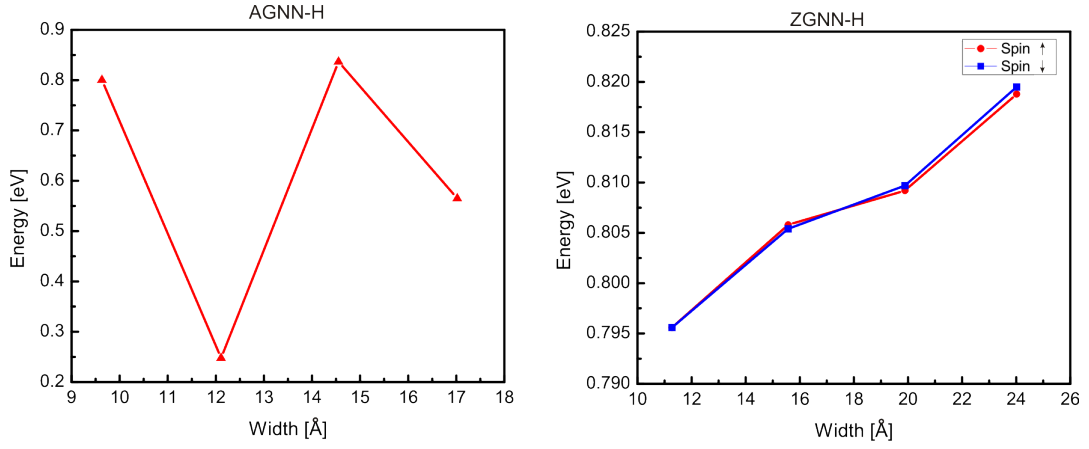 AGNN-H
0.9
0.8
0.7
0.6
0.5
0.4
0.3
0.2
Energy [eV]
9 10 11 12 13 14 15 16 17 18
Width [Å]
ZGNN-H
0.825
0.820
0.815
0.810
0.805
0.800
0.795
0.790
Energy [eV]
Spin ↑
Spin ↓
10 12 14 16 18 20 22 24 26
Width [Å]